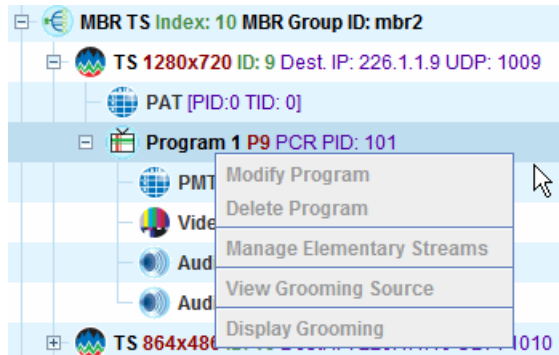 MBR TS Index: 10 MBR Group ID: mbr2
TS 1280x720 ID: 9 Dest. IP: 226.1.1.9 UDP: 1009
PAT [PID:0 TID: 0]
Program 1 P9 PCR PID: 101
PMT
Modify Program
Delete Program
Vide
Manage Elementary Streams
Aud
View Grooming Source
Aud
Display Grooming
TS 864x486 1010